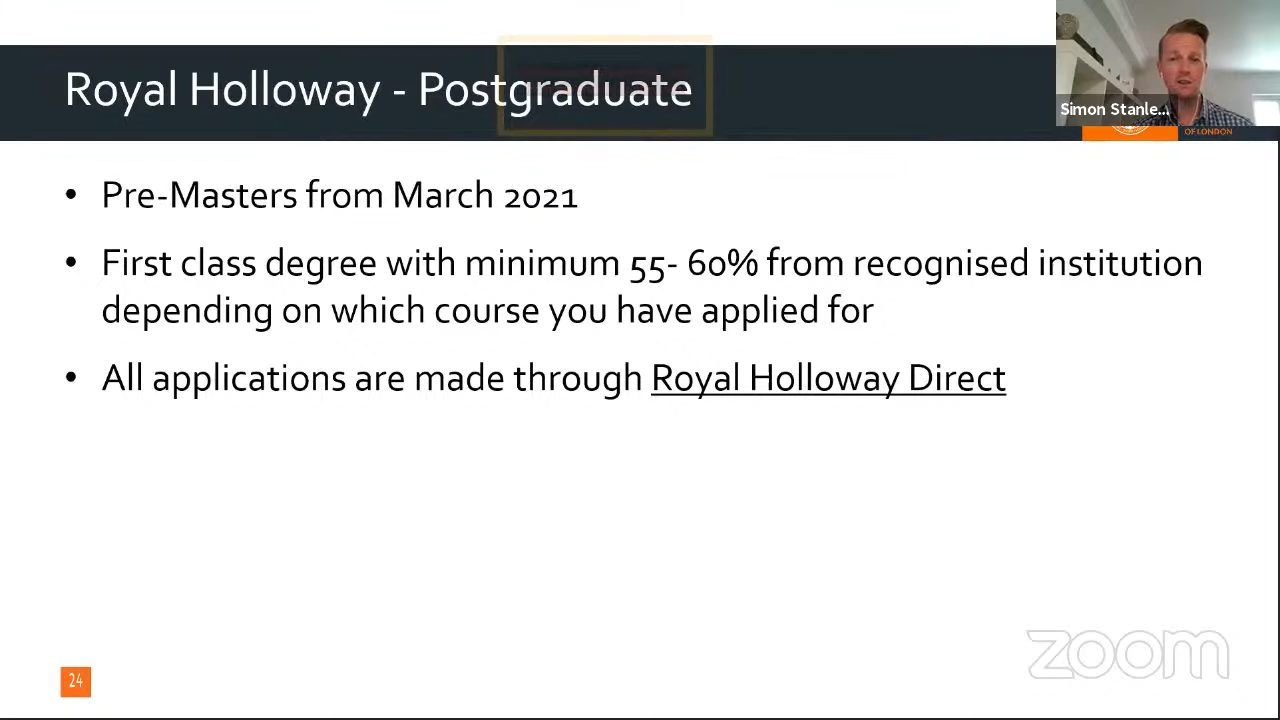 Royal Holloway - Postgraduate
Simon Stanle...
OF LONDON
• Pre-Masters from March 2021
• First class degree with minimum 55- 60% from recognised institution
depending on which course you have applied for
• All applications are made through Royal Holloway Direct
zoom
24